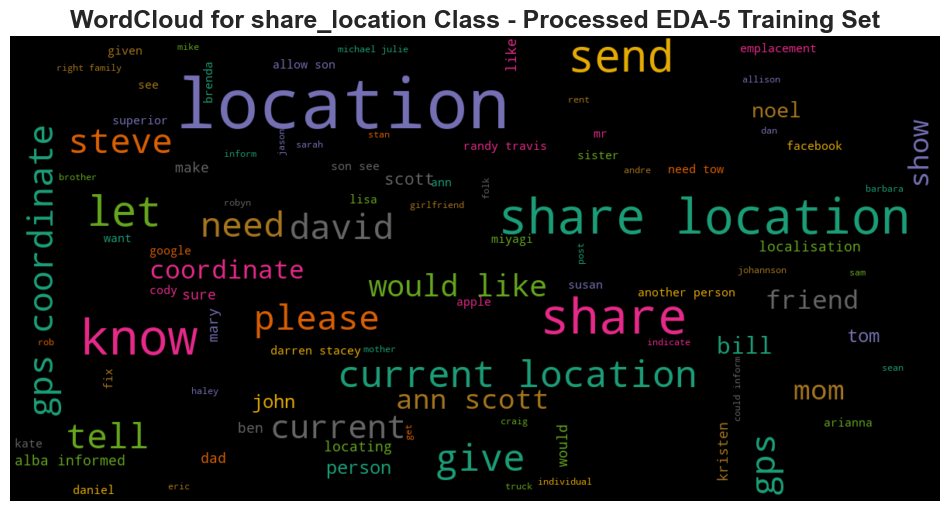 WordCloud for share_location Class - Processed EDA-5 Training Set
given
mike
michael julie
like
send
emplacement
right family
see
brenda
allow son
location
allison
rent
noel
superior
steve
jason
sarah
stan
mr
dan
show
inform
randy travis
facebook
make
son see
sister
need tow
andre
brother
scott
ann
folk
barbara
gps coordinate
let
robyn
lisa
girlfriend
share location
want
need
david
miyagi
post
localisation
google
coordinate
would like
susan
johannson
sam
cody
sure
mary
apple
another person
friend
know
please
share
tom
rob
darren stacey
mother
indicate
bill
fix
haley
current location
could inform
sean
mom
john
ann scott
kate
tell
ben
current
get
craig
arianna
alba informed
dad
locating
person
give
would
kristen
gps
daniel
eric
truck
individual